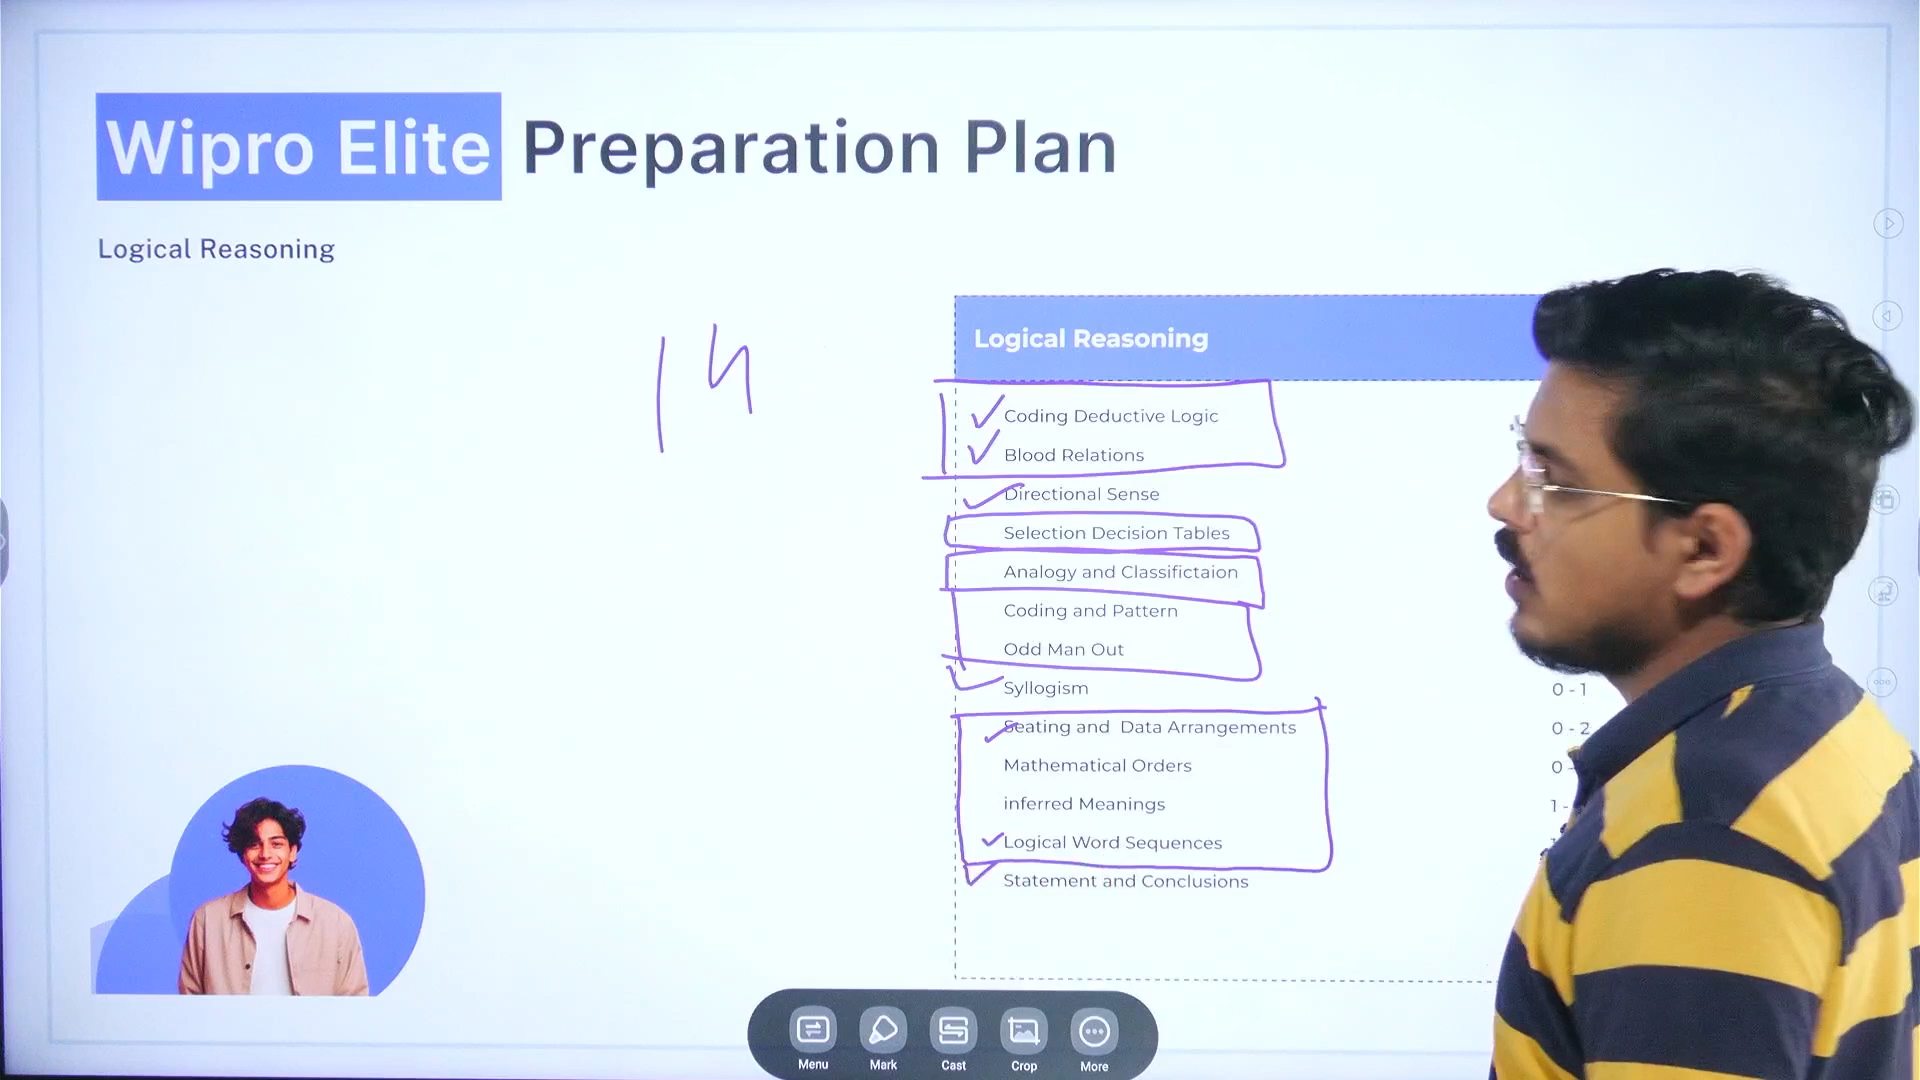 Wipro Elite Preparation Plan
Logical Reasoning
14
Logical Reasoning
Coding Deductive Logic
Blood Relations
Directional Sense
Selection Decision Tables
Analogy and Classifictaion
Coding and Pattern
Odd Man Out
Syllogism 0 - 1
Seating and Data Arrangements 0 - 2
Mathematical Orders 0 -
inferred Meanings 1 -
Logical Word Sequences
Statement and Conclusions
Menu Mark Cast Crop More